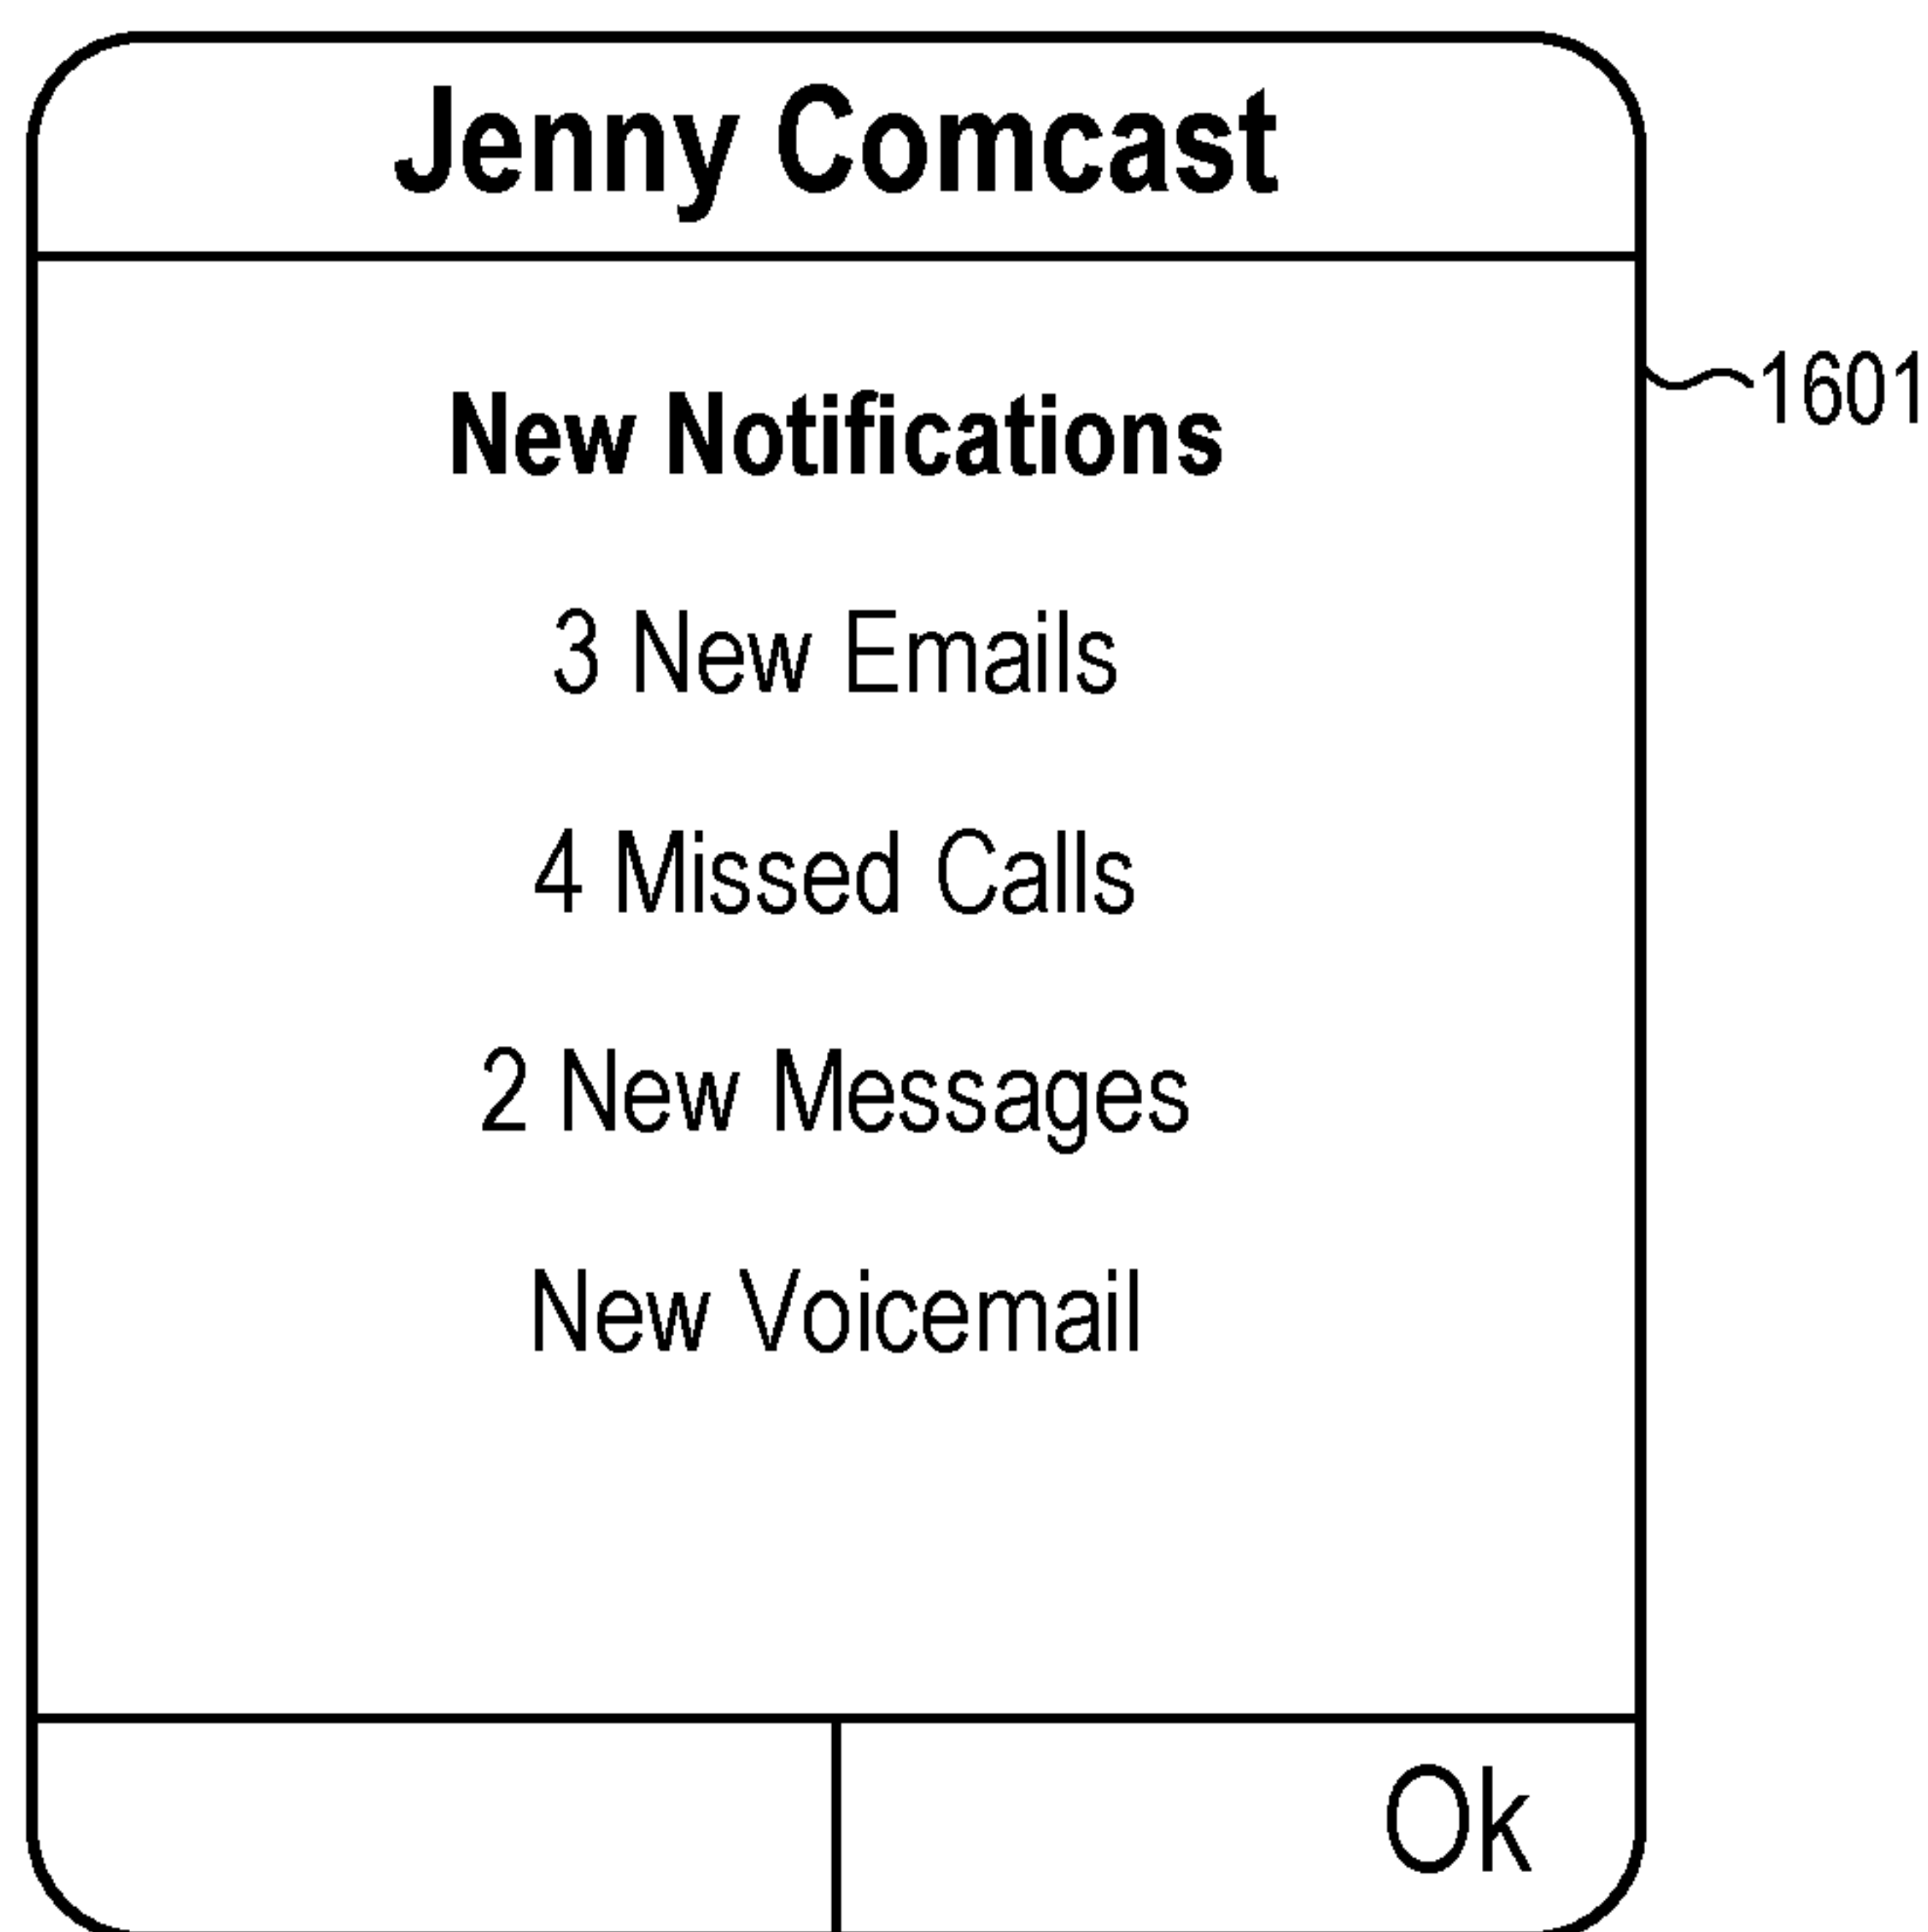 Jenny Comcast
New Notifications
1601
3 New Emails
4 Missed Calls
2 New Messages
New Voicemail
Ok